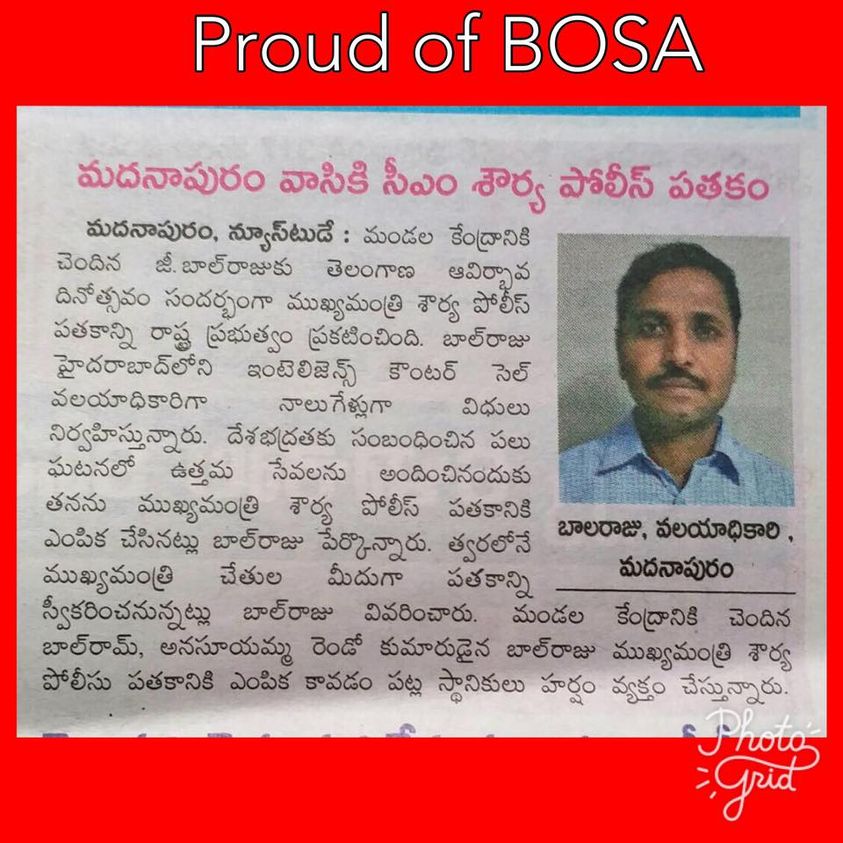 Proud of BOSA
మదనాపురం వాసికి సీఎం శౌర్య పోలీస్ పతకం
మదనాపురం, న్యూస్‌టుడే : మండల కేంద్రానికి
చెందిన జీ.బాల్‌రాజుకు తెలంగాణ ఆవిర్భావ
దినోత్సవం సందర్భంగా ముఖ్యమంత్రి శౌర్య పోలీస్
పతకాన్ని రాష్ట్ర ప్రభుత్వం ప్రకటించింది. బాల్‌రాజు
హైదరాబాద్‌లోని ఇంటెలిజెన్స్ కౌంటర్ సెల్
వలయాధికారిగా నాలుగేళ్లుగా విధులు
నిర్వహిస్తున్నారు. దేశభద్రతకు సంబంధించిన పలు
ఘటనలో ఉత్తమ సేవలను అందించినందుకు
తనను ముఖ్యమంత్రి శౌర్య పోలీస్ పతకానికి
ఎంపిక చేసినట్లు బాల్‌రాజు పేర్కొన్నారు. త్వరలోనే
ముఖ్యమంత్రి చేతుల మీదుగా పతకాన్ని
స్వీకరించనున్నట్లు బాల్‌రాజు వివరించారు. మండల కేంద్రానికి చెందిన
బాల్‌రామ్, అనసూయమ్మ రెండో కుమారుడైన బాల్‌రాజు ముఖ్యమంత్రి శౌర్య
పోలీసు పతకానికి ఎంపిక కావడం పట్ల స్థానికులు హర్షం వ్యక్తం చేస్తున్నారు.
బాలరాజు, వలయాధికారి ,
మదనాపురం
Photo
Grid